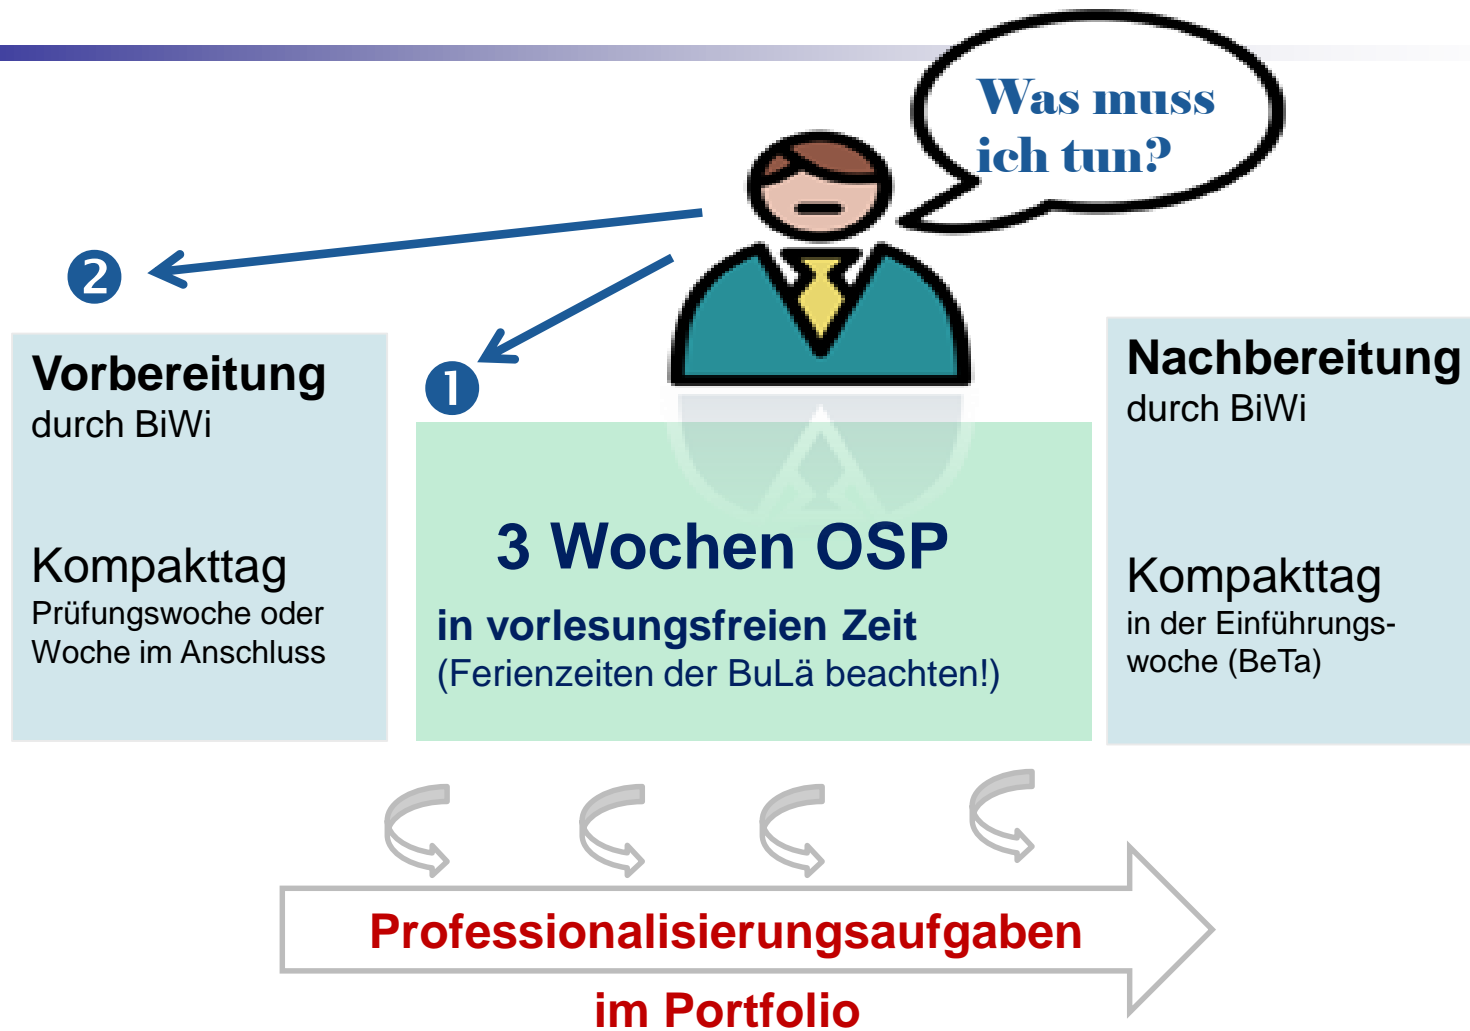 Was muss
ich tun?
2
1
Vorbereitung
durch BiWi
Kompakttag
Prüfungswoche oder
Woche im Anschluss
3 Wochen OSP
in vorlesungsfreien Zeit
(Ferienzeiten der BuLä beachten!)
Nachbereitung
durch BiWi
Kompakttag
in der Einführungs-
woche (BeTa)
Professionalisierungsaufgaben
im Portfolio